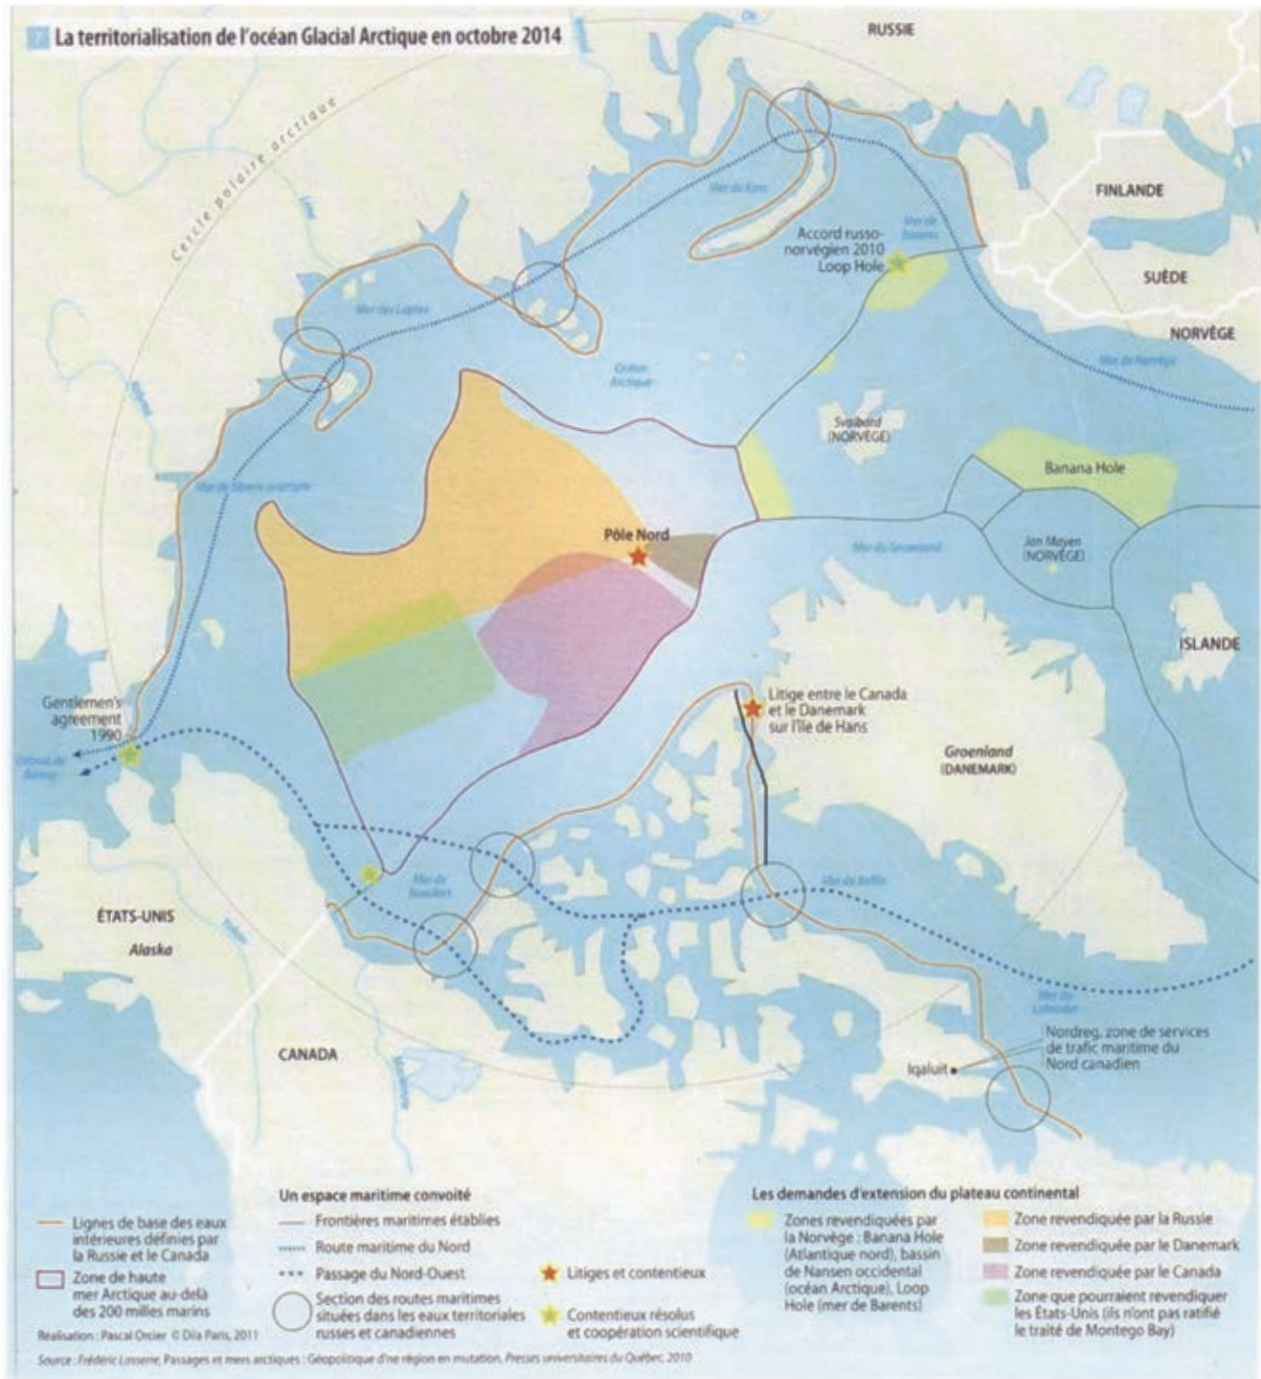 La territorialisation de l'océan Glacial Arctique en octobre 2014
RUSSIE
Cercle polaire arctique
FINLANDE
Mer de Kara
Mer de
Barents
Accord russo-
norvégien 2010
Loop Hole
SUÈDE
NORVÈGE
Mer de Norvège
Océan
Arctique
Svalbard
(NORVÈGE)
Banana Hole
Pôle Nord
Mer du Groenland
Jan Mayen
(NORVÈGE)
ISLANDE
Gentlemen's
agreement
1990
Détroit de
Béring
Litige entre le Canada
et le Danemark
sur l'île de Hans
Groenland
(DANEMARK)
Mer de
Beaufort
Mer de Baffin
ÉTATS-UNIS
Alaska
Yukon
Mer du
Labrador
CANADA
Mackenzie
Nordreg, zone de services
de trafic maritime du
Nord canadien
Iqaluit
Lignes de base des eaux
intérieures définies par
la Russie et le Canada
Zone de haute
mer Arctique au-delà
des 200 milles marins
Un espace maritime convoité
Frontières maritimes établies
Route maritime du Nord
Passage du Nord-Ouest
Section des routes maritimes
situées dans les eaux territoriales
russes et canadiennes
Litiges et contentieux
Contentieux résolus
et coopération scientifique
Les demandes d'extension du plateau continental
Zones revendiquées par
la Norvège : Banana Hole
(Atlantique nord), bassin
de Nansen occidental
(océan Arctique), Loop
Hole (mer de Barents)
Zone revendiquée par la Russie
Zone revendiquée par le Danemark
Zone revendiquée par le Canada
Zone que pourraient revendiquer
les États-Unis (ils n'ont pas ratifié
le traité de Montego Bay)
Réalisation : Pascal Orcier © Dila Paris, 2011
Source : Frédéric Lasserre, Passages et mers arctiques : Géopolitique d'ne région en mutation, Presses universitaires du Québec, 2010